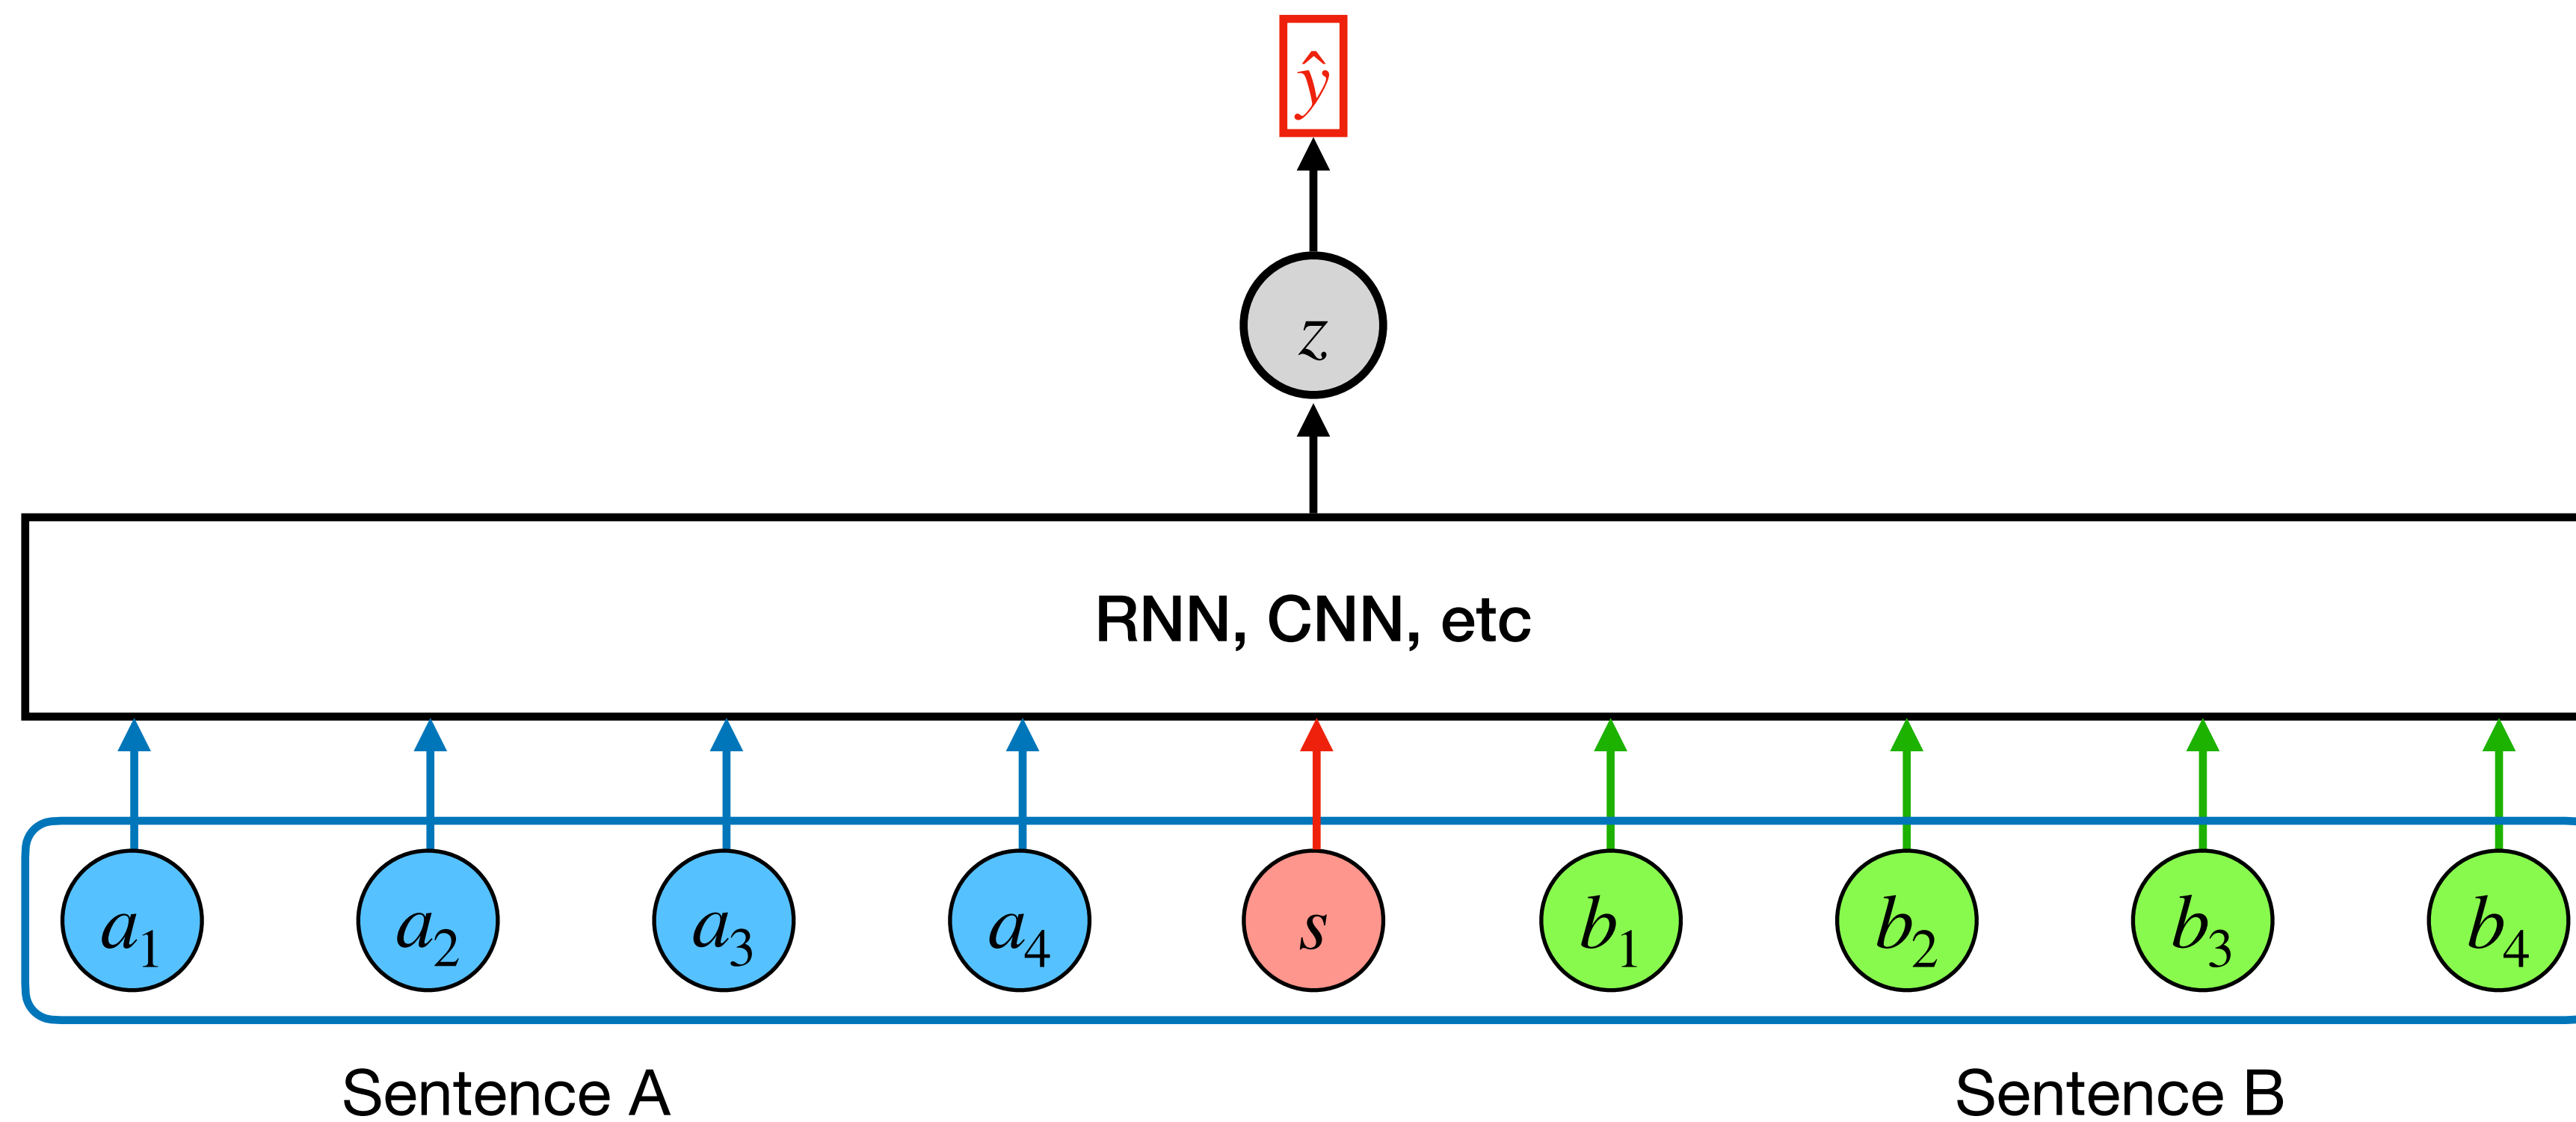 ŷ
z
RNN, CNN, etc
a₁ a₂ a₃ a₄ s b₁ b₂ b₃ b₄
Sentence A Sentence B